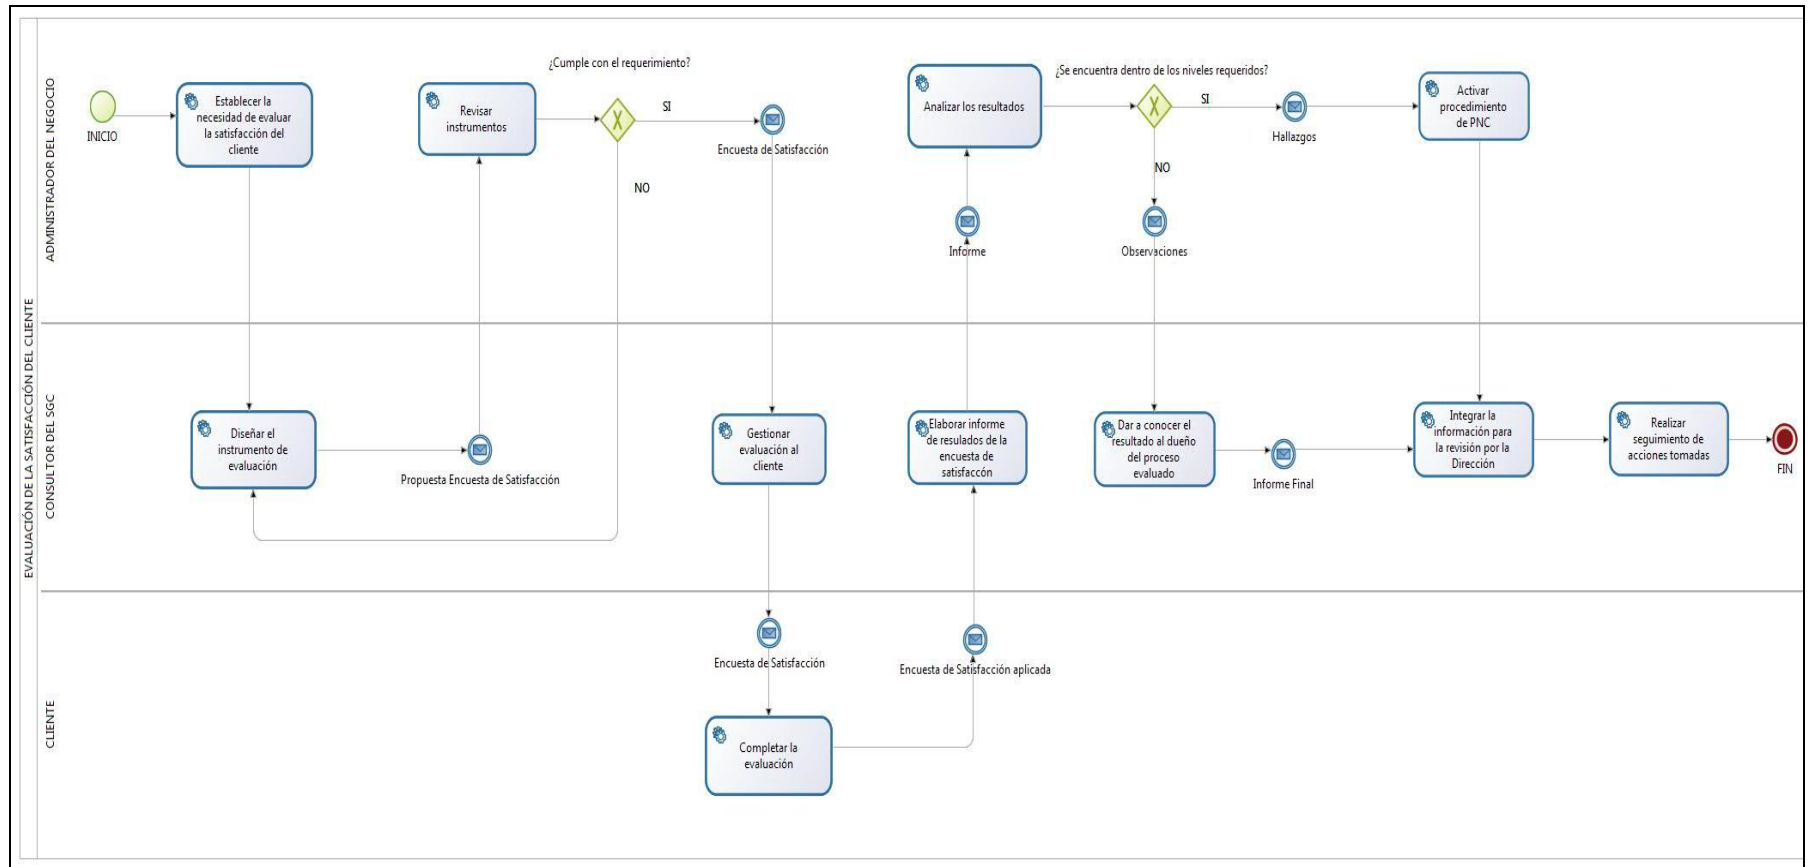 EVALUACIÓN DE LA SATISFACCIÓN DEL CLIENTE
ADMINISTRADOR DEL NEGOCIO
INICIO
Establecer la
necesidad de evaluar
la satisfacción del
cliente
Revisar
instrumentos
¿Cumple con el requerimiento?
SI
NO
Encuesta de Satisfacción
Analizar los resultados
Informe
¿Se encuentra dentro de los niveles requeridos?
SI
NO
Hallazgos
Observaciones
Activar
procedimiento
de PNC
CONSULTOR DEL SGC
Diseñar el
instrumento de
evaluación
Propuesta Encuesta de Satisfacción
Gestionar
evaluación al
cliente
Elaborar informe
de resulados de la
encuesta de
satisfaccón
Dar a conocer el
resultado al dueño
del proceso
evaluado
Informe Final
Integrar la
información para
la revisión por la
Dirección
Realizar
seguimiento de
acciones tomadas
FIN
CLIENTE
Encuesta de Satisfacción
Encuesta de Satisfacción aplicada
Completar la
evaluación